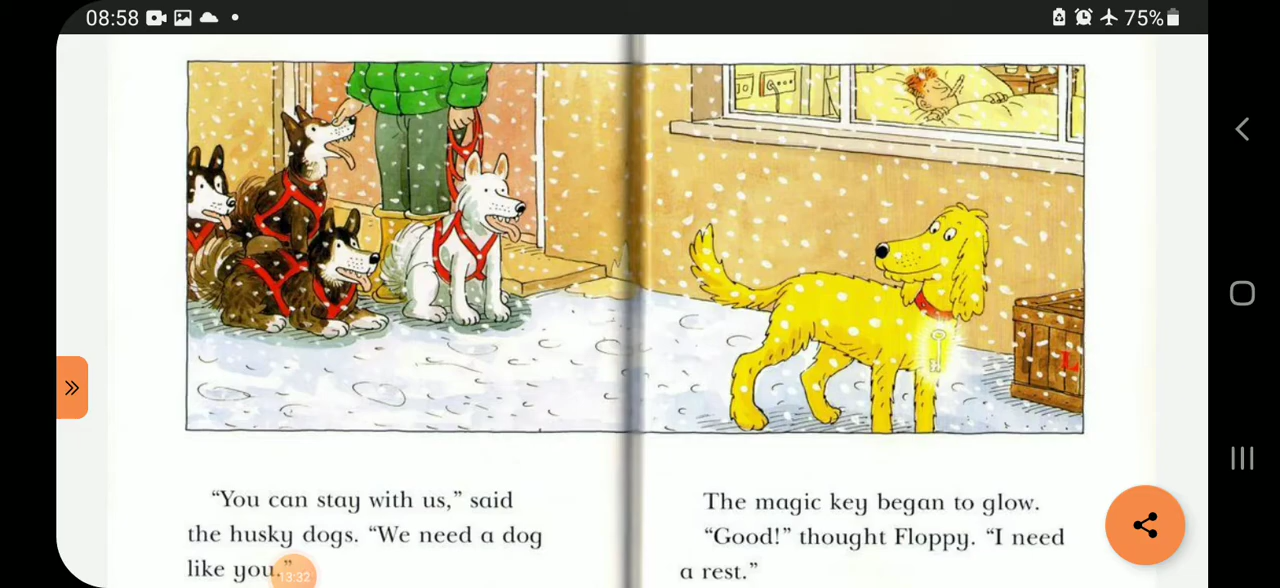 08:58
75%
“You can stay with us,” said
the husky dogs. “We need a dog
like you.”
The magic key began to glow.
“Good!” thought Floppy. “I need
a rest.”
13:32
L